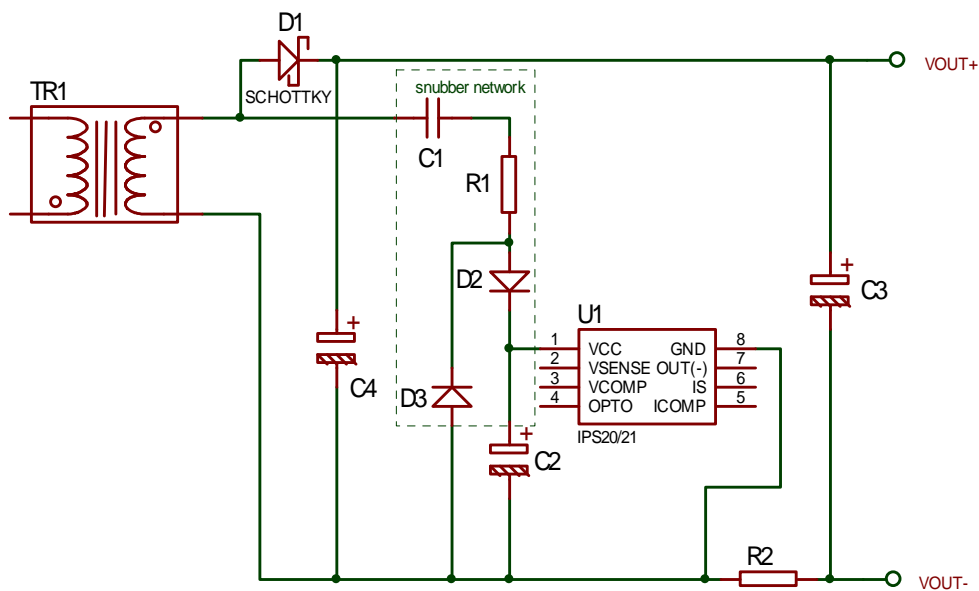 D1
SCHOTTKY
VOUT+
TR1
snubber network
C1
R1
D2
+
C3
U1
1 VCC GND 8
2 VSENSE OUT(-) 7
3 VCOMP IS 6
4 OPTO ICOMP 5
IPS20/21
+
C4
D3
+
C2
R2
VOUT-